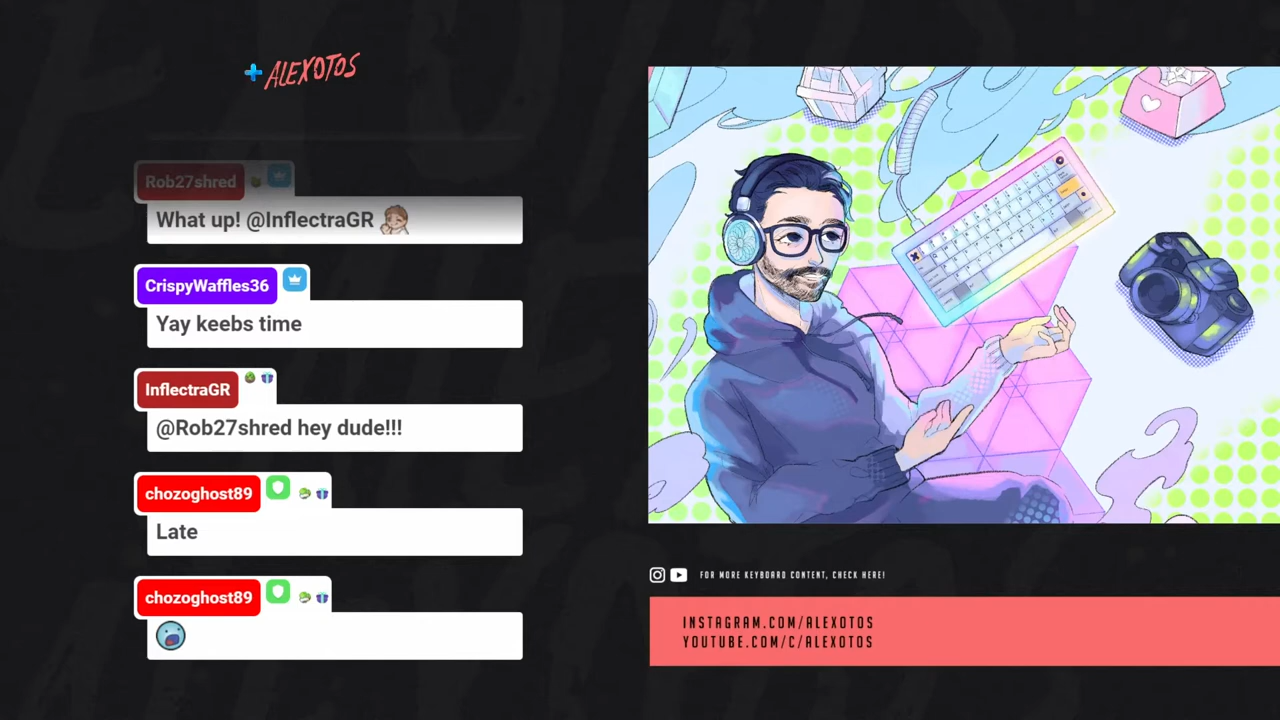 ALEXOTOS
Rob27shred
What up! @InflectraGR
CrispyWaffles36
Yay keebs time
InflectraGR
@Rob27shred hey dude!!!
chozoghost89
Late
chozoghost89
FOR MORE KEYBOARD CONTENT, CHECK HERE!
INSTAGRAM.COM/ALEXOTOS
YOUTUBE.COM/C/ALEXOTOS